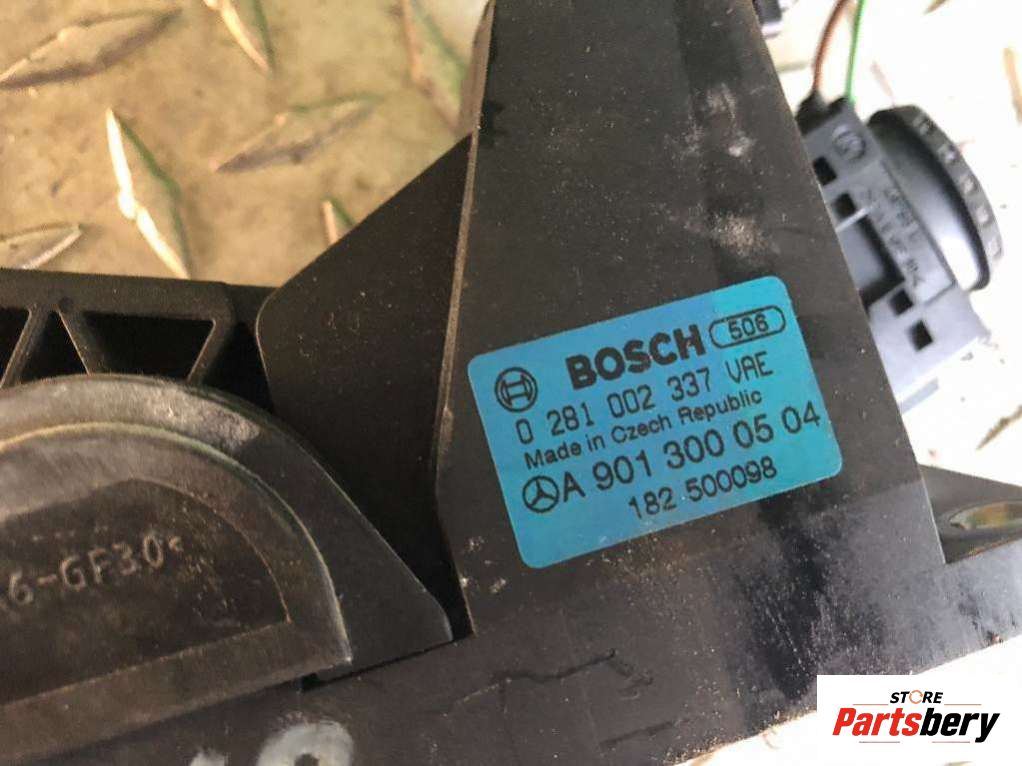 BOSCH 506
0 281 002 337 VAE
Made in Czech Republic
A 901 300 05 04
182 500098
6-GF30<
STORE
Partsbery